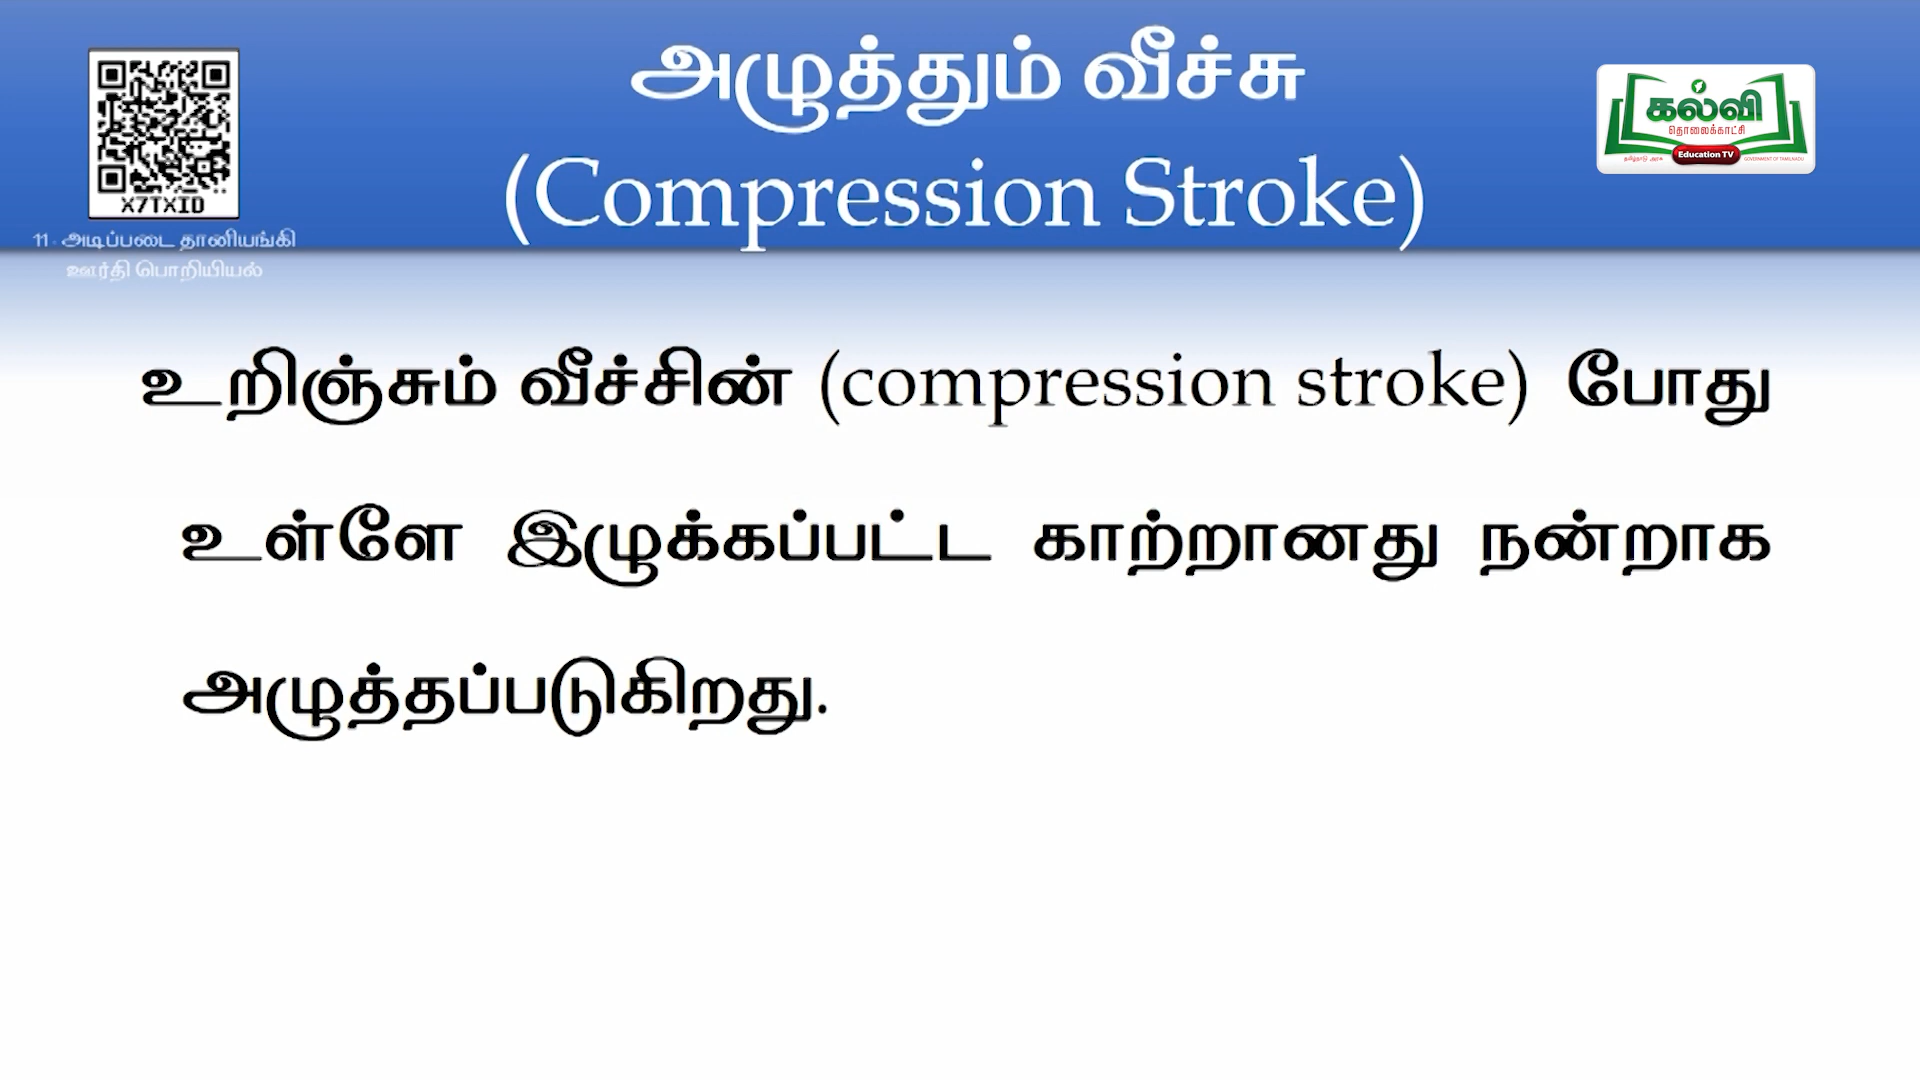 அழுத்தும் வீச்சு
(Compression Stroke)
X7TXID
11 - அடிப்படை தானியங்கி
ஊர்தி பொறியியல்
கல்வி
தொலைக்காட்சி
தமிழ்நாடு அரசு Education TV GOVERNMENT OF TAMILNADU
உறிஞ்சும் வீச்சின் (compression stroke) போது
உள்ளே இழுக்கப்பட்ட காற்றானது நன்றாக
அழுத்தப்படுகிறது.